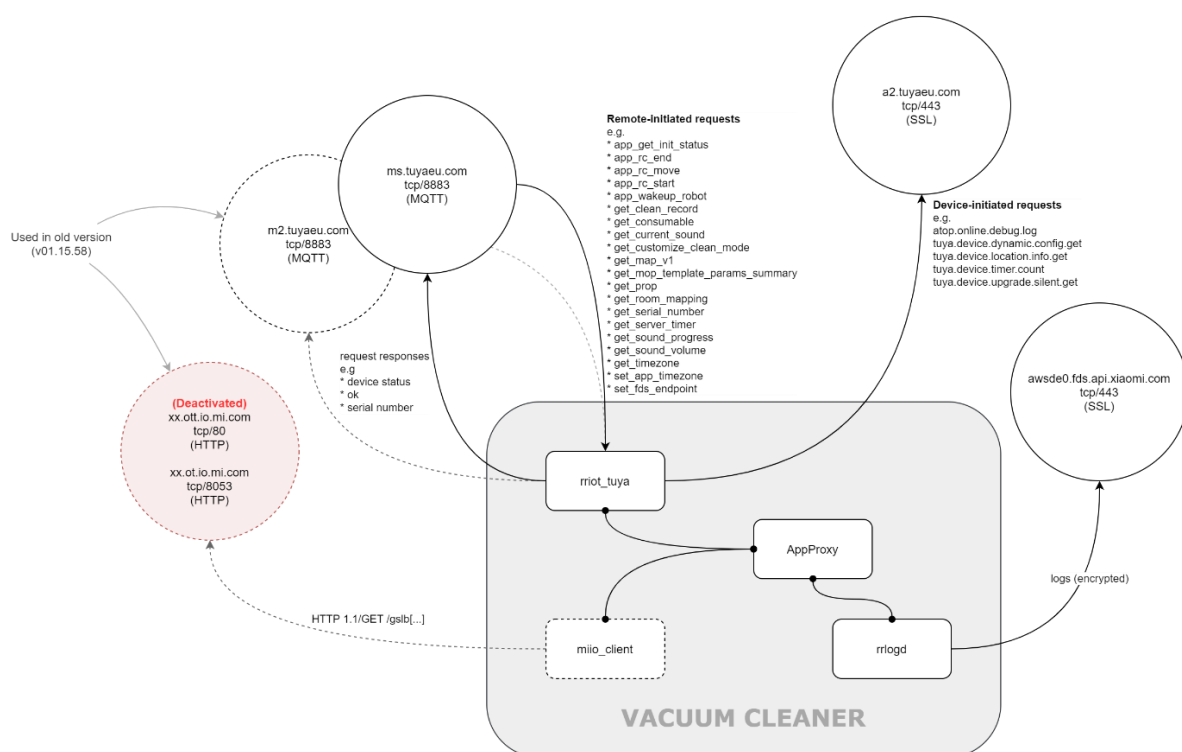 a2.tuyaeu.com
tcp/443
(SSL)
Remote-initiated requests
e.g.
* app_get_init_status
* app_rc_end
* app_rc_move
* app_rc_start
* app_wakeup_robot
* get_clean_record
* get_consumable
* get_current_sound
* get_customize_clean_mode
* get_map_v1
* get_mop_template_params_summary
* get_prop
* get_room_mapping
* get_serial_number
* get_server_timer
* get_sound_progress
* get_sound_volume
* get_timezone
* set_app_timezone
* set_fds_endpoint
ms.tuyaeu.com
tcp/8883
(MQTT)
m2.tuyaeu.com
tcp/8883
(MQTT)
Used in old version
(v01.15.58)
Device-initiated requests
e.g.
atop.online.debug.log
tuya.device.dynamic.config.get
tuya.device.location.info.get
tuya.device.timer.count
tuya.device.upgrade.silent.get
request responses
e.g
* device status
* ok
* serial number
awsde0.fds.api.xiaomi.com
tcp/443
(SSL)
(Deactivated)
xx.ott.io.mi.com
tcp/80
(HTTP)
xx.ot.io.mi.com
tcp/8053
(HTTP)
rriot_tuya
AppProxy
logs (encrypted)
HTTP 1.1/GET /gslb[...]
miio_client
rrlogd
VACUUM CLEANER